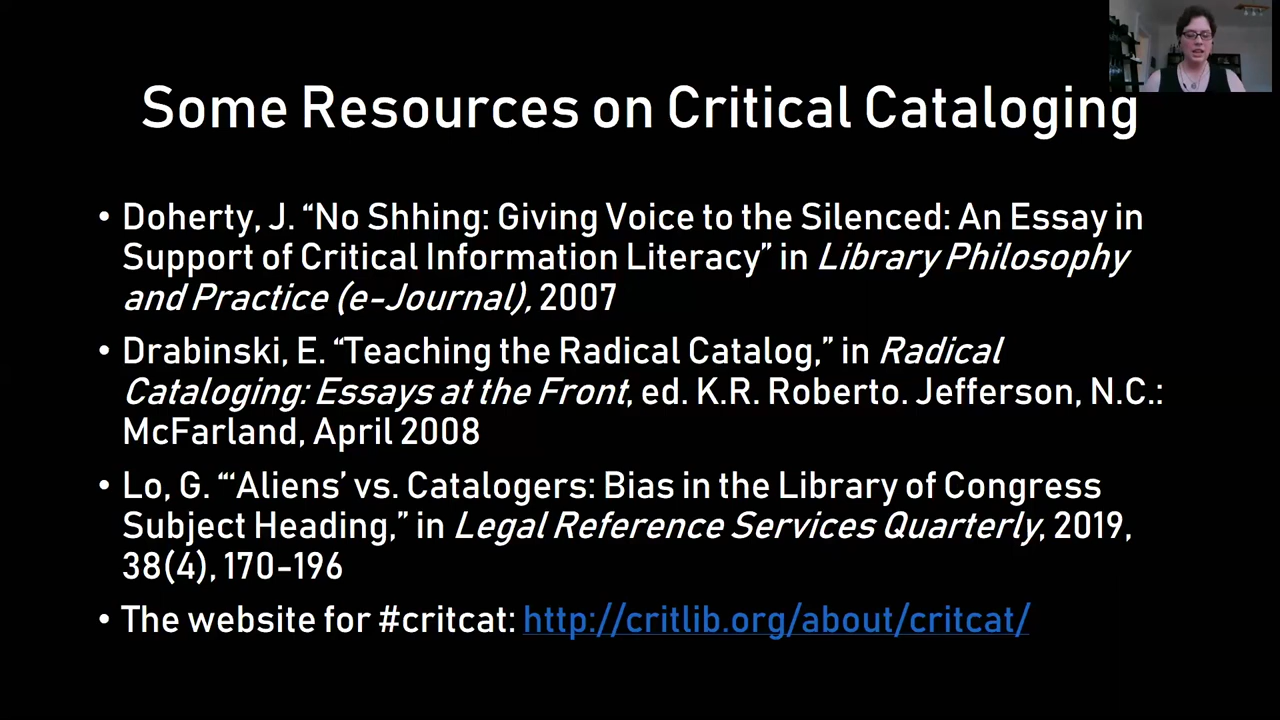 Some Resources on Critical Cataloging
• Doherty, J. “No Shhing: Giving Voice to the Silenced: An Essay in
Support of Critical Information Literacy” in Library Philosophy
and Practice (e-Journal), 2007
• Drabinski, E. “Teaching the Radical Catalog,” in Radical
Cataloging: Essays at the Front, ed. K.R. Roberto. Jefferson, N.C.:
McFarland, April 2008
• Lo, G. “‘Aliens’ vs. Catalogers: Bias in the Library of Congress
Subject Heading,” in Legal Reference Services Quarterly, 2019,
38(4), 170-196
• The website for #critcat: http://critlib.org/about/critcat/